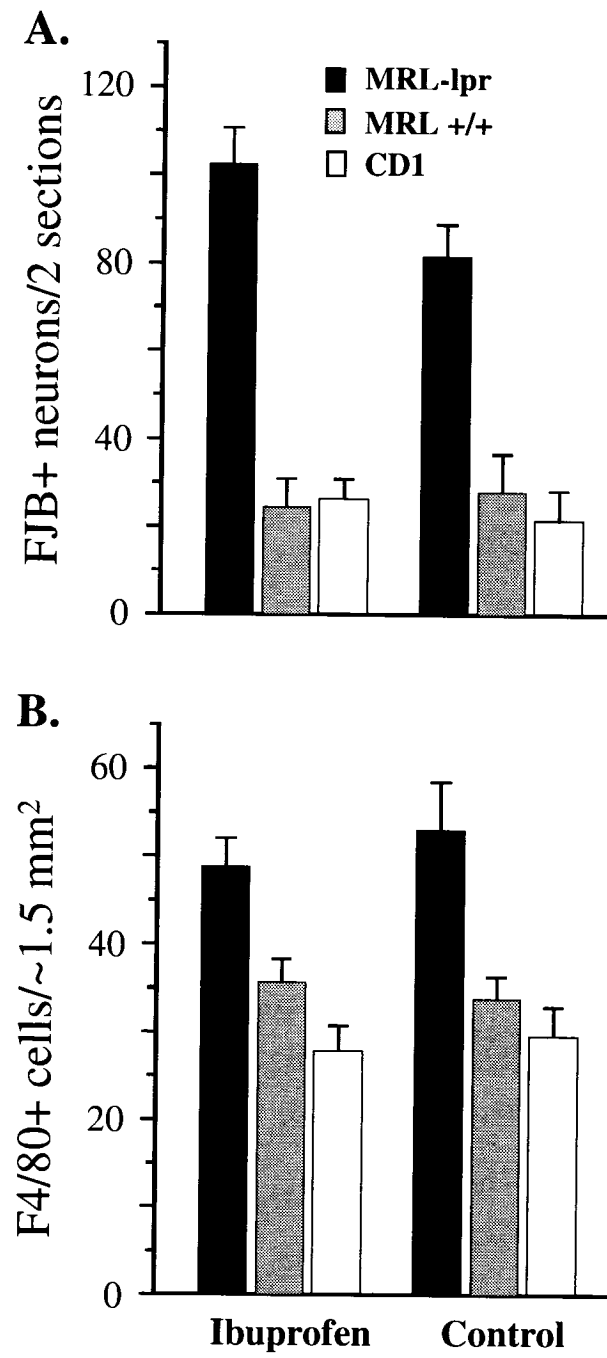 A.
FJB+ neurons/2 sections
120
80
40
0
MRL-lpr
MRL +/+
CD1
B.
F4/80+ cells/~1.5 mm²
60
40
20
0
Ibuprofen Control